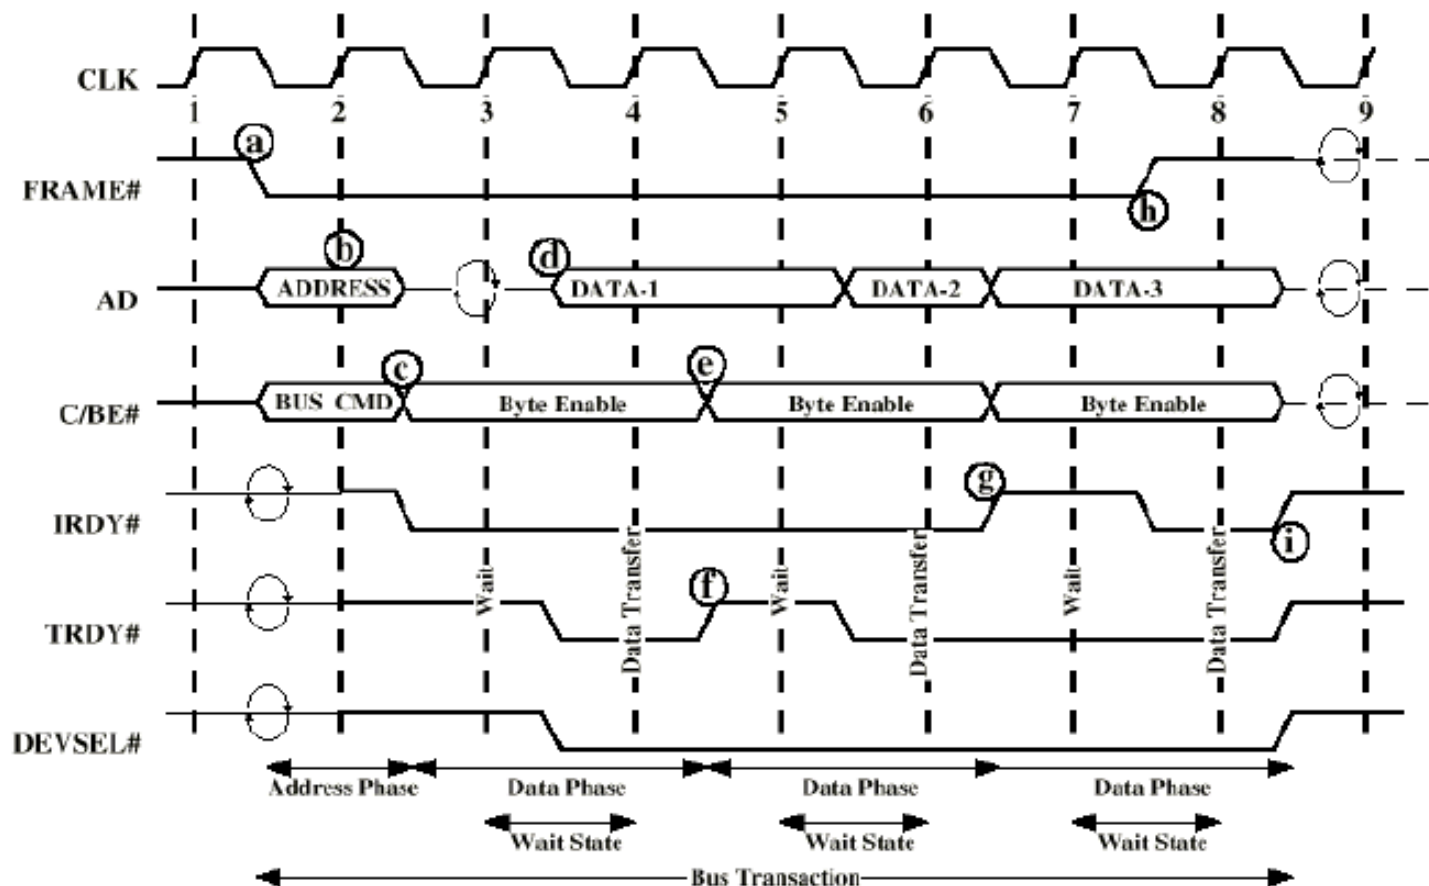 CLK
1 2 3 4 5 6 7 8 9
a
FRAME#
h
b
d
AD
ADDRESS DATA-1 DATA-2 DATA-3
c
e
C/BE#
BUS CMD Byte Enable Byte Enable Byte Enable
g
IRDY#
i
Wait
Data Transfer
f
Wait
Data Transfer
Wait
Data Transfer
TRDY#
DEVSEL#
Address Phase Data Phase Data Phase Data Phase
Wait State Wait State Wait State
Bus Transaction